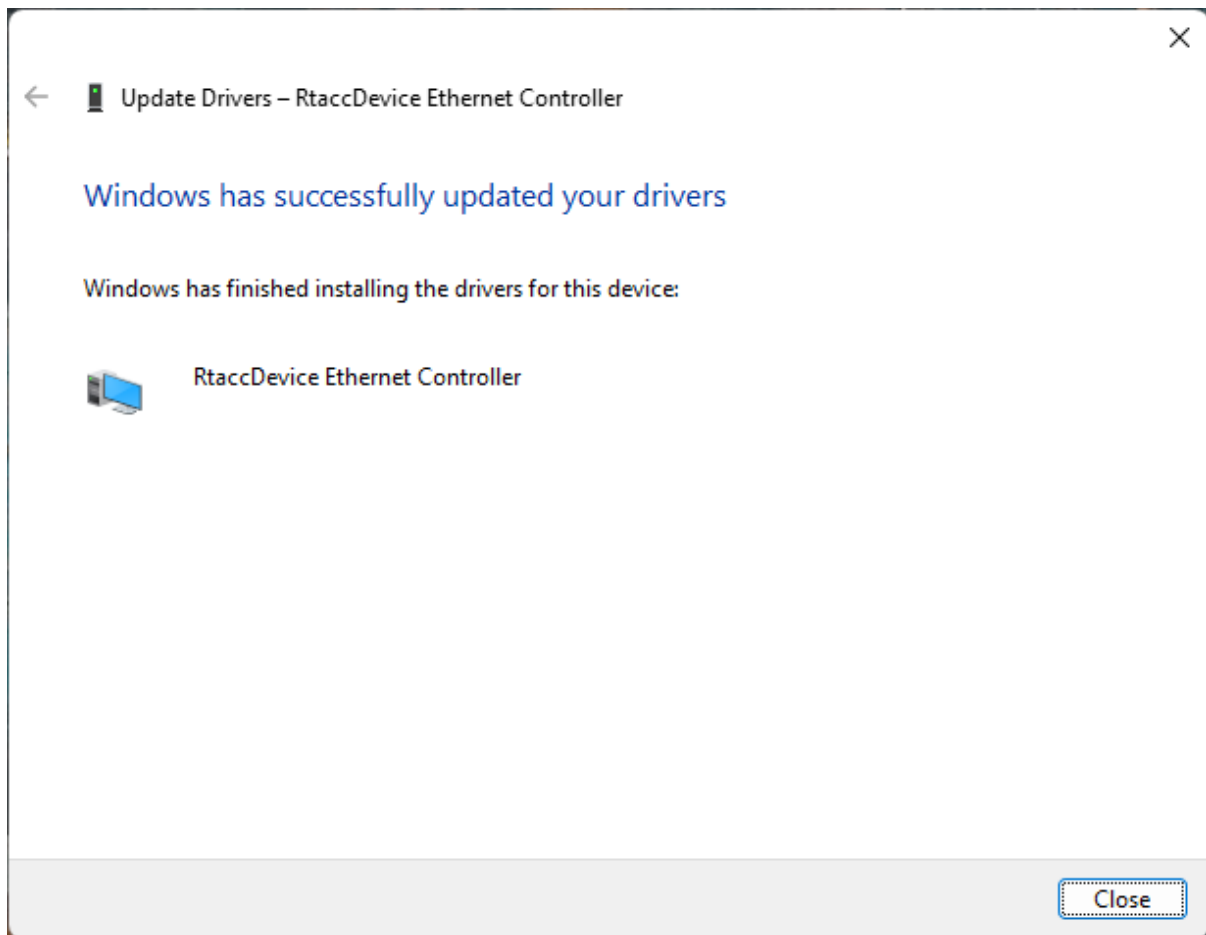 Update Drivers – RtaccDevice Ethernet Controller
Windows has successfully updated your drivers
Windows has finished installing the drivers for this device:
RtaccDevice Ethernet Controller
Close